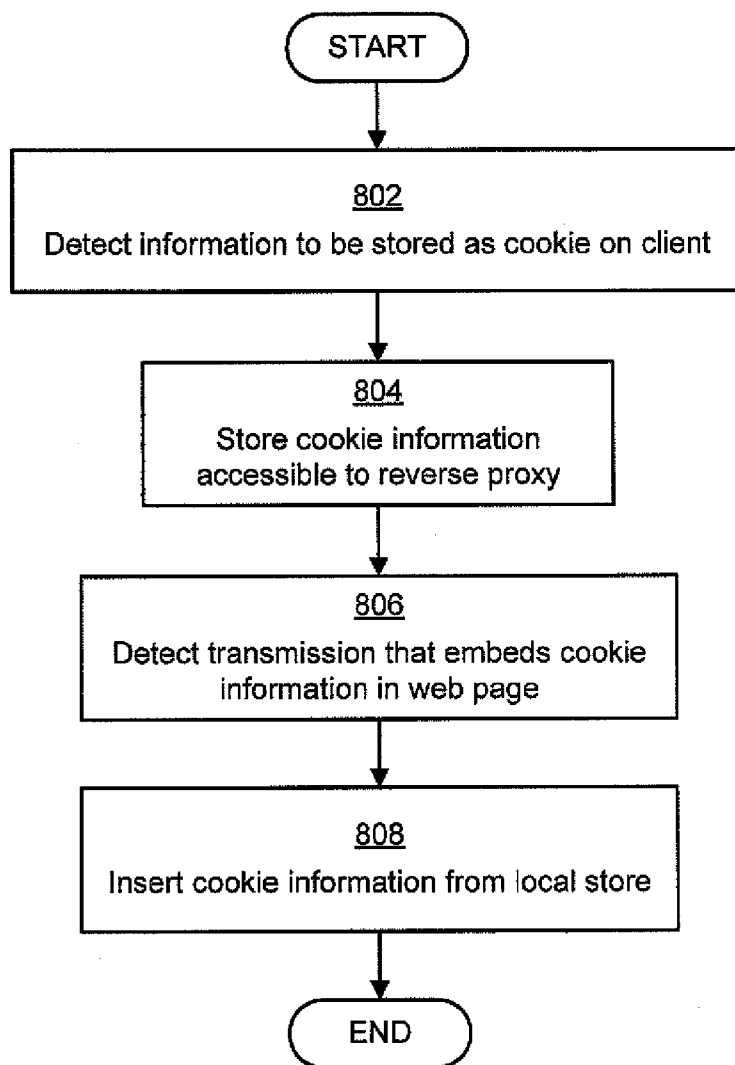 START
802
Detect information to be stored as cookie on client
804
Store cookie information
accessible to reverse proxy
806
Detect transmission that embeds cookie
information in web page
808
Insert cookie information from local store
END